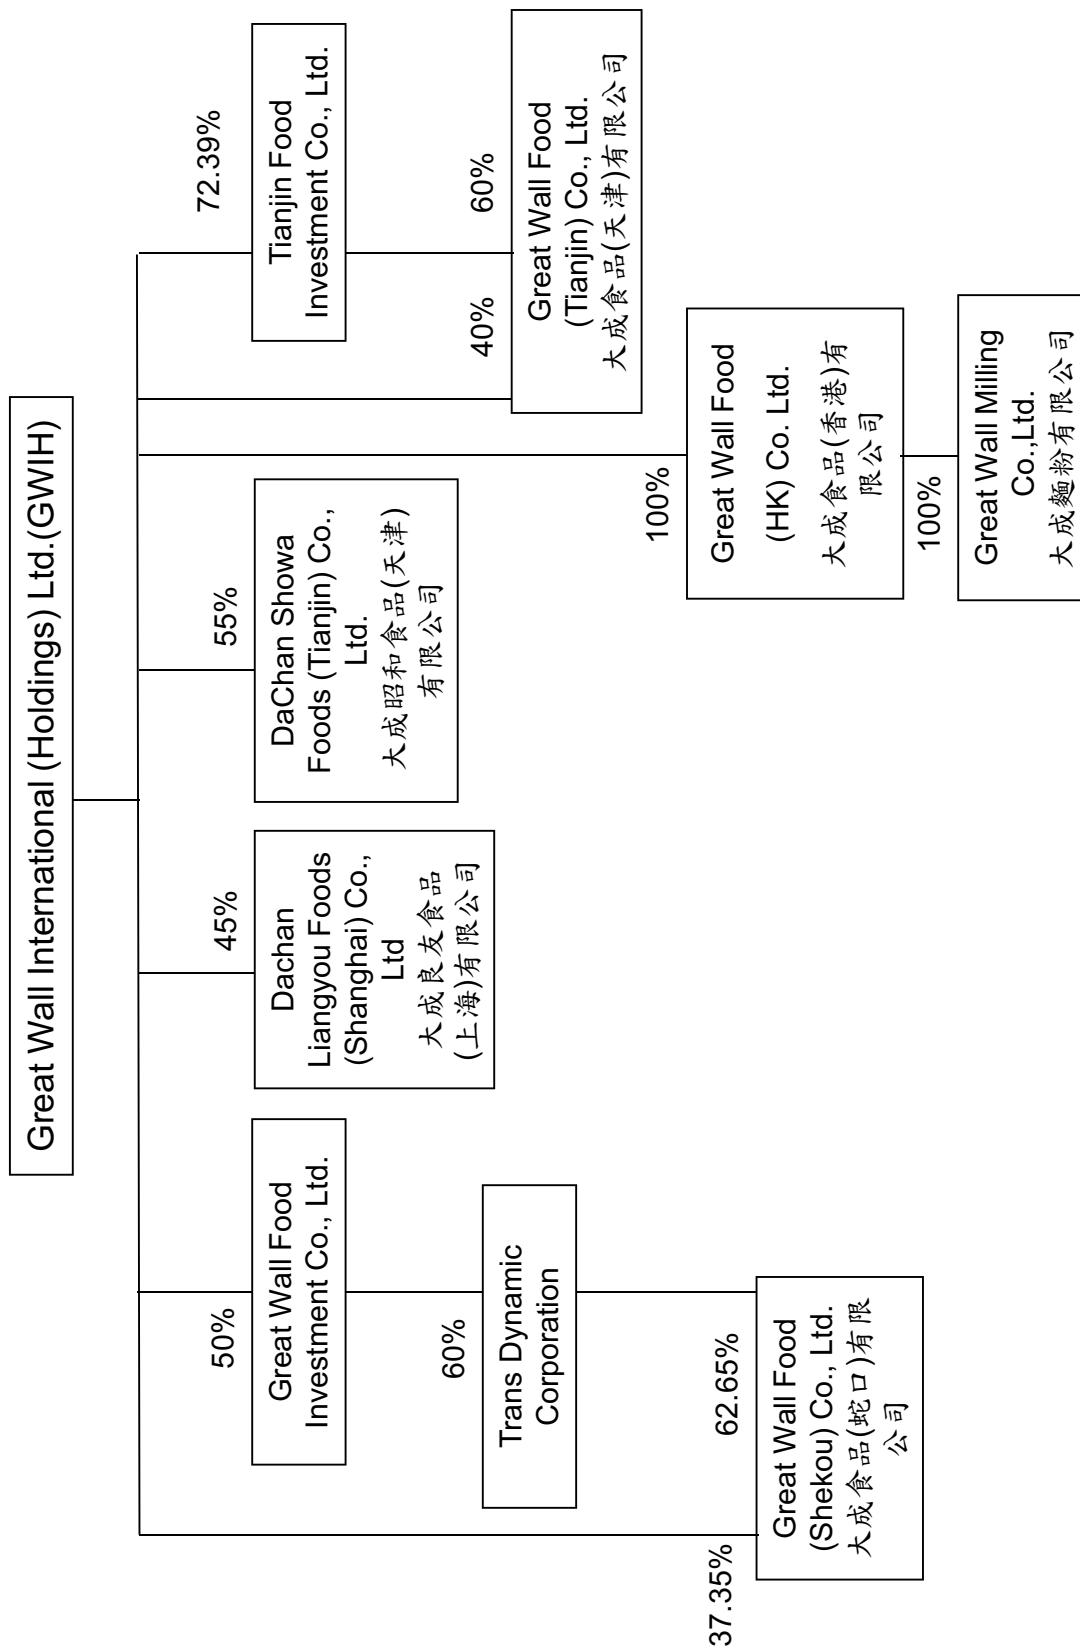 Great Wall International (Holdings) Ltd.(GWIH)
50%
Great Wall Food
Investment Co., Ltd.
60%
Trans Dynamic
Corporation
37.35%
62.65%
Great Wall Food
(Shekou) Co., Ltd.
大成食品(蛇口)有限
公司
45%
Dachan
Liangyou Foods
(Shanghai) Co.,
Ltd
大成良友食品
(上海)有限公司
55%
DaChan Showa
Foods (Tianjin) Co.,
Ltd.
大成昭和食品(天津)
有限公司
100%
Great Wall Food
(HK) Co. Ltd.
大成食品(香港)有
限公司
100%
Great Wall Milling
Co.,Ltd.
大成麵粉有限公司
72.39%
Tianjin Food
Investment Co., Ltd.
40%
60%
Great Wall Food
(Tianjin) Co., Ltd.
大成食品(天津)有限公司